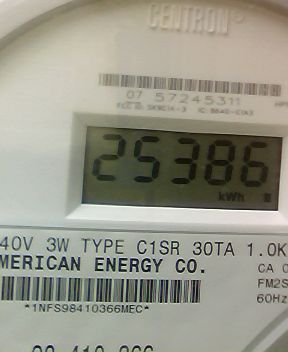 CENTRON®
07 57245311
25386
kWh
40V 3W TYPE C1SR 30TA 1.0K
MERICAN ENERGY CO.
CA 0
FM2S
60Hz
*1NFS98410366MEC*